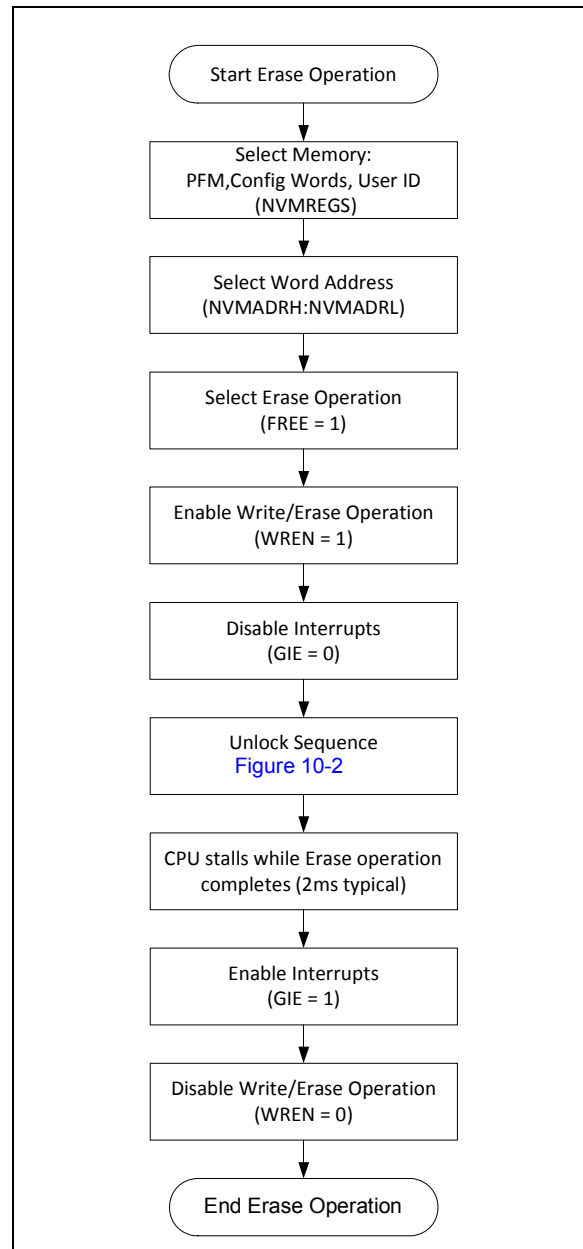 Start Erase Operation
Select Memory:
PFM,Config Words, User ID
(NVMREGS)
Select Word Address
(NVMADRH:NVMADRL)
Select Erase Operation
(FREE = 1)
Enable Write/Erase Operation
(WREN = 1)
Disable Interrupts
(GIE = 0)
Unlock Sequence
Figure 10-2
CPU stalls while Erase operation
completes (2ms typical)
Enable Interrupts
(GIE = 1)
Disable Write/Erase Operation
(WREN = 0)
End Erase Operation